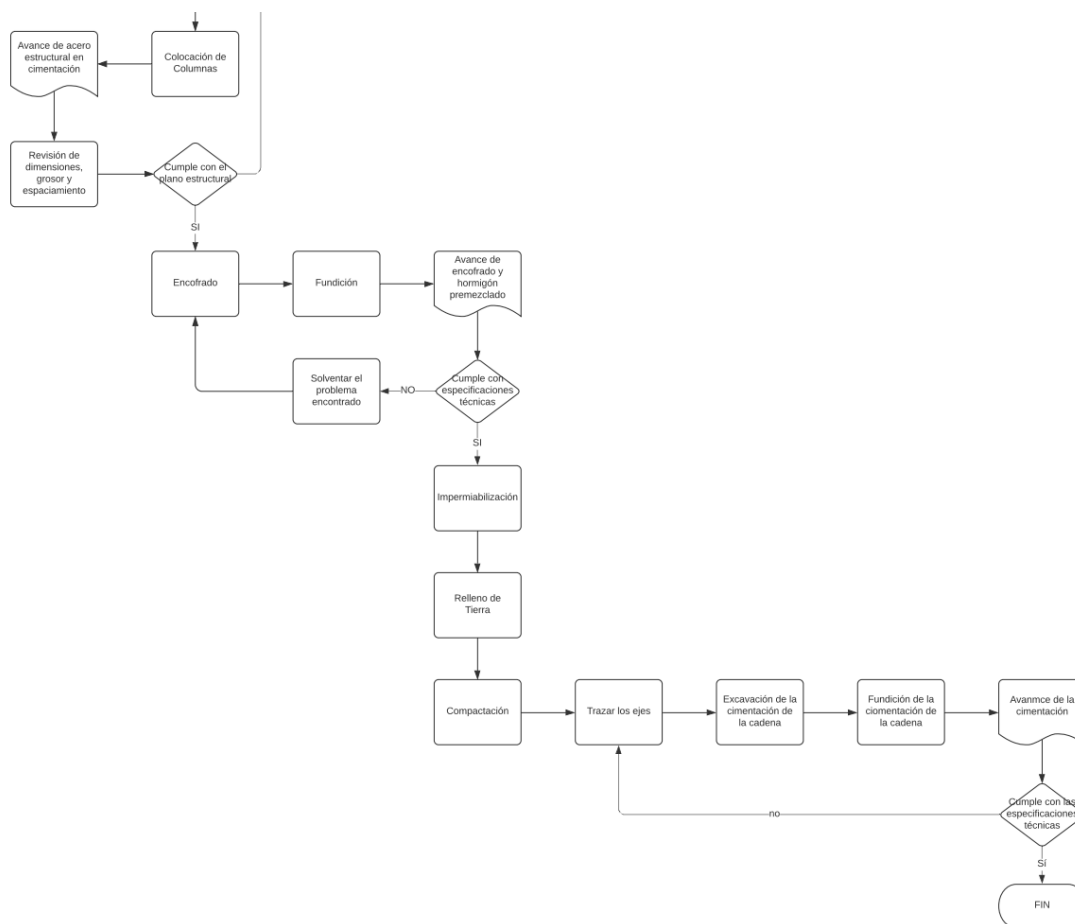 Avance de acero
estructural en
cimentación
Colocación de
Columnas
Revisión de
dimensiones,
grosor y
espaciamiento
Cumple con el
plano estructural
SI
Encofrado
Fundición
Avance de
encofrado y
hormigón
premezclado
Solventar el
problema
encontrado
NO
Cumple con
especificaciones
técnicas
SI
Impermiabilización
Relleno de
Tierra
Compactación
Trazar los ejes
Excavación de la
cimentación de
la cadena
Fundición de la
ciomentación de
la cadena
Avanmce de la
cimentación
no
Cumple con las
especificaciones
técnicas
Sí
FIN